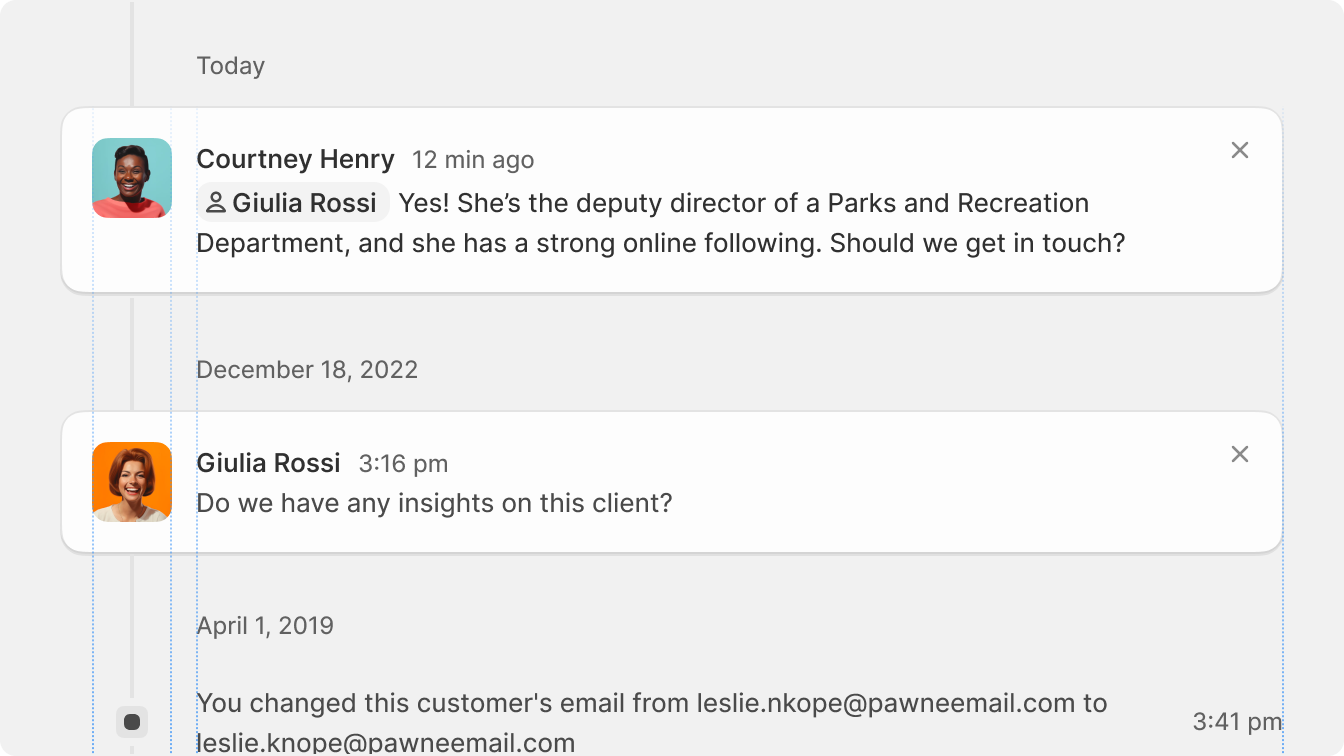 Today
Courtney Henry 12 min ago
Giulia Rossi Yes! She’s the deputy director of a Parks and Recreation
Department, and she has a strong online following. Should we get in touch?
December 18, 2022
Giulia Rossi 3:16 pm
Do we have any insights on this client?
April 1, 2019
You changed this customer's email from leslie.nkope@pawneemail.com to
3:41 pm
leslie.knope@pawneemail.com